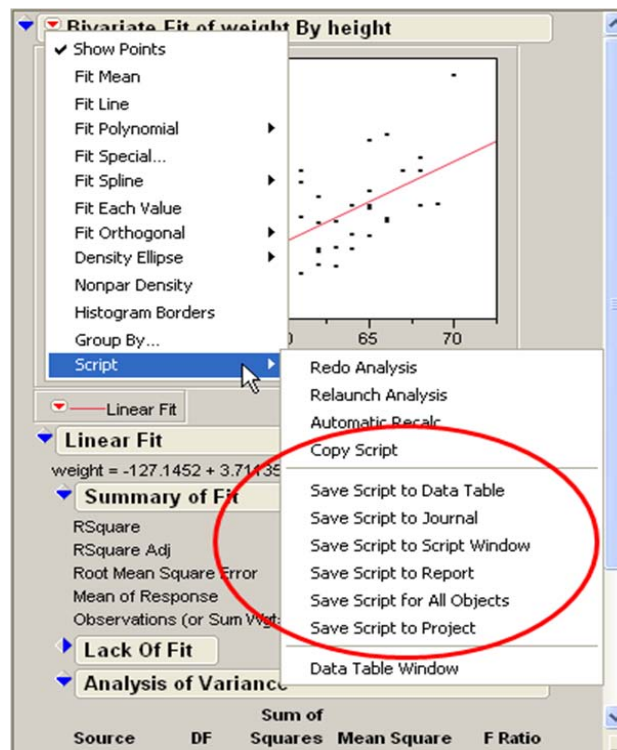 Bivariate Fit of weight By height
Show Points
Fit Mean
Fit Line
Fit Polynomial
Fit Special...
Fit Spline
Fit Each Value
Fit Orthogonal
Density Ellipse
Nonpar Density
Histogram Borders
Group By...
Script
65 70
Redo Analysis
Relaunch Analysis
Automatic Recalc
Copy Script
Save Script to Data Table
Save Script to Journal
Save Script to Script Window
Save Script to Report
Save Script for All Objects
Save Script to Project
Data Table Window
Linear Fit
Linear Fit
weight = -127.1452 +
Summary of Fit
RSquare
RSquare Adj
Root Mean Square Error
Mean of Response
Observations (or Sum Wgts
Lack Of Fit
Analysis of Variance
Sum of
Source DF Squares Mean Square F Ratio